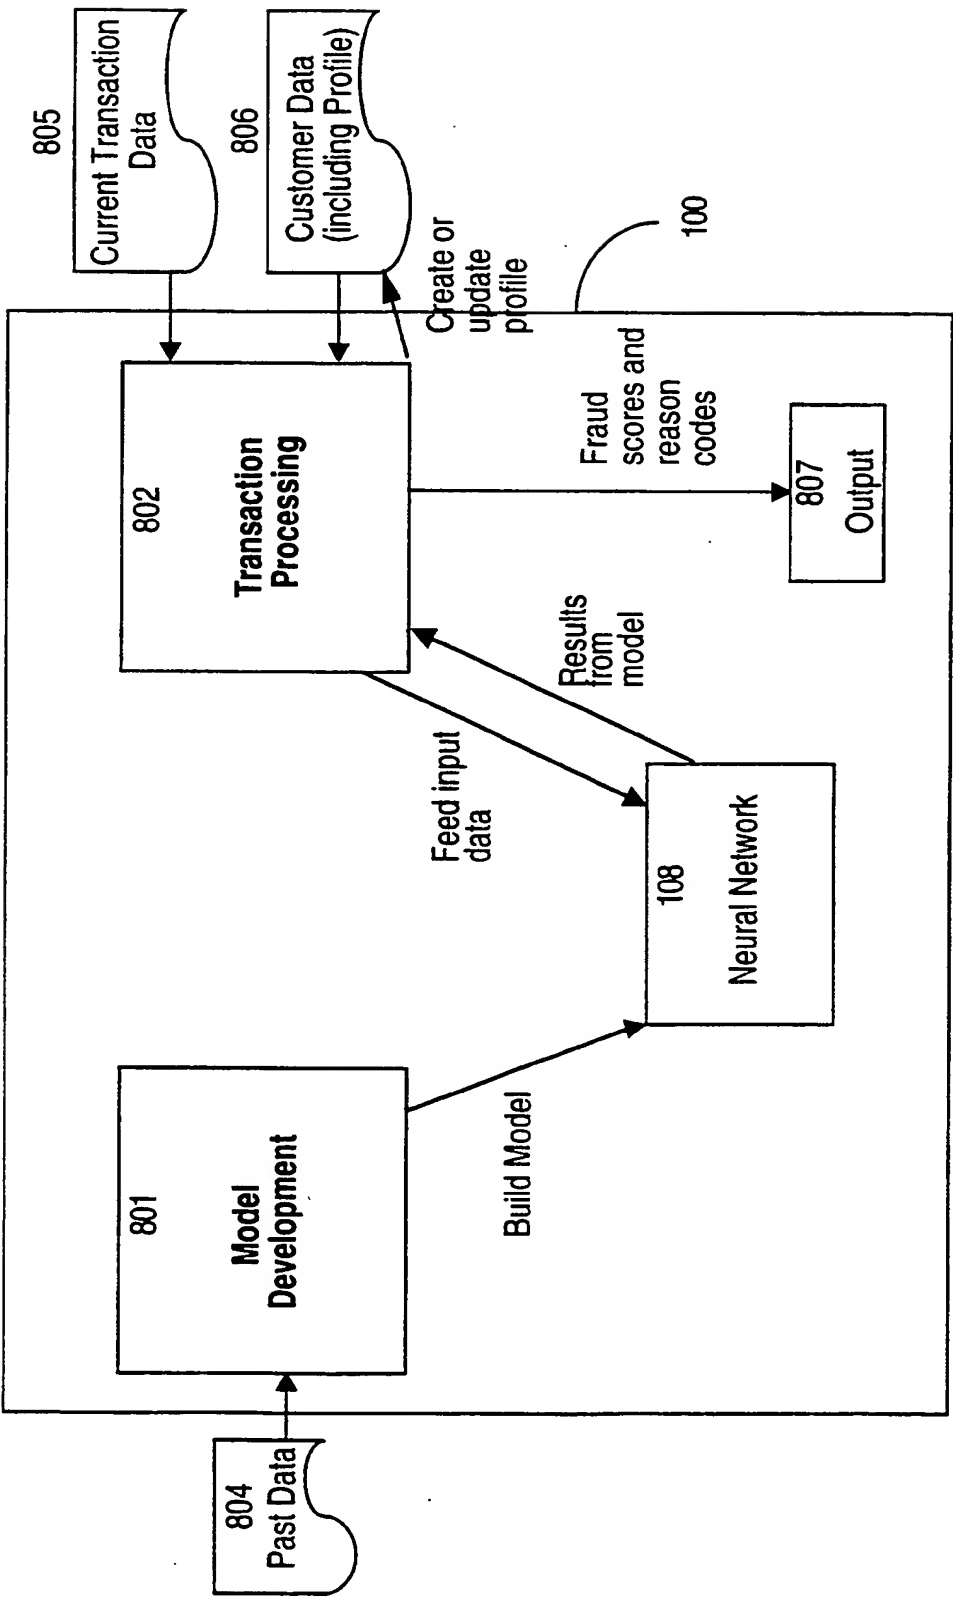 804
Past Data
801
Model
Development
Build Model
108
Neural Network
Feed input
data
Results
from
model
802
Transaction
Processing
805
Current Transaction
Data
806
Customer Data
(including Profile)
Create or
update
profile
Fraud
scores and
reason
codes
807
Output
100